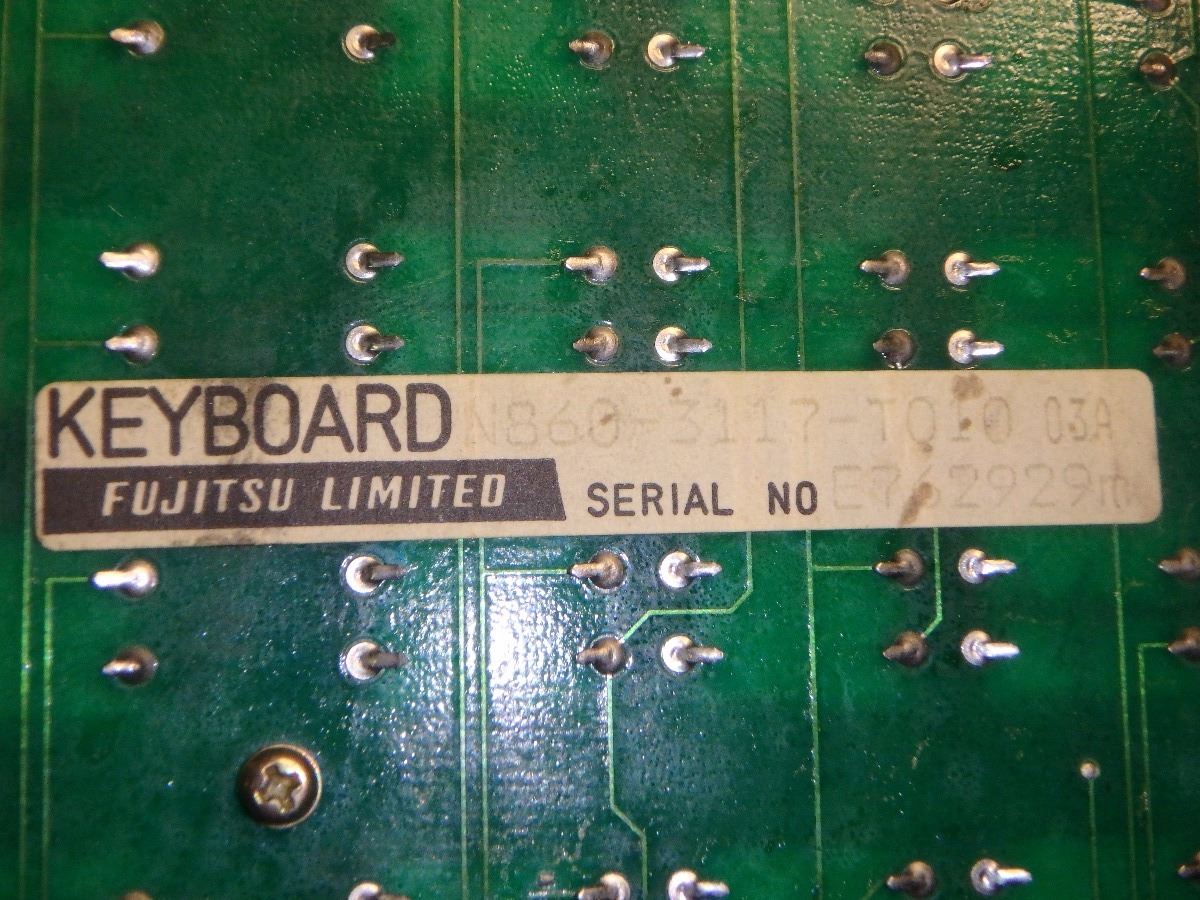 KEYBOARD N860-3117-T010 03A
FUJITSU LIMITED SERIAL NO